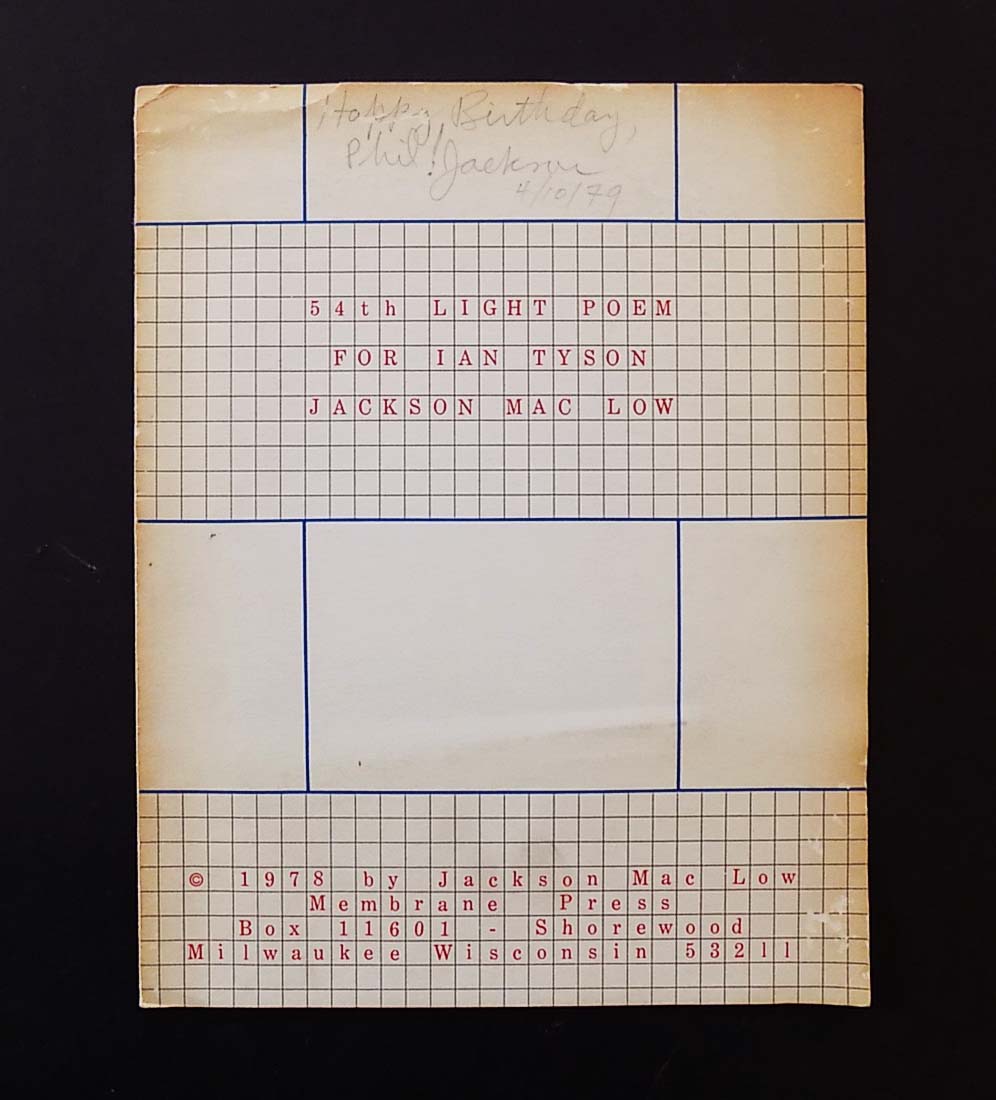 Happy Birthday,
Phil! Jackson
4/10/79
54th LIGHT POEM
FOR IAN TYSON
JACKSON MAC LOW
© 1978 by Jackson Mac Low
Membrane Press
Box 11601 - Shorewood
Milwaukee Wisconsin 532ll